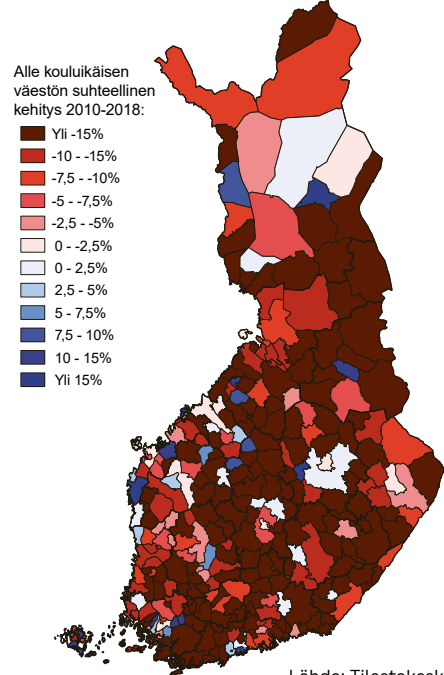 Alle kouluikäisen
väestön suhteellinen
kehitys 2010-2018:
Yli -15%
-10 - -15%
-7,5 - -10%
-5 - -7,5%
-2,5 - -5%
0 - -2,5%
0 - 2,5%
2,5 - 5%
5 - 7,5%
7,5 - 10%
10 - 15%
Yli 15%
Lähde: